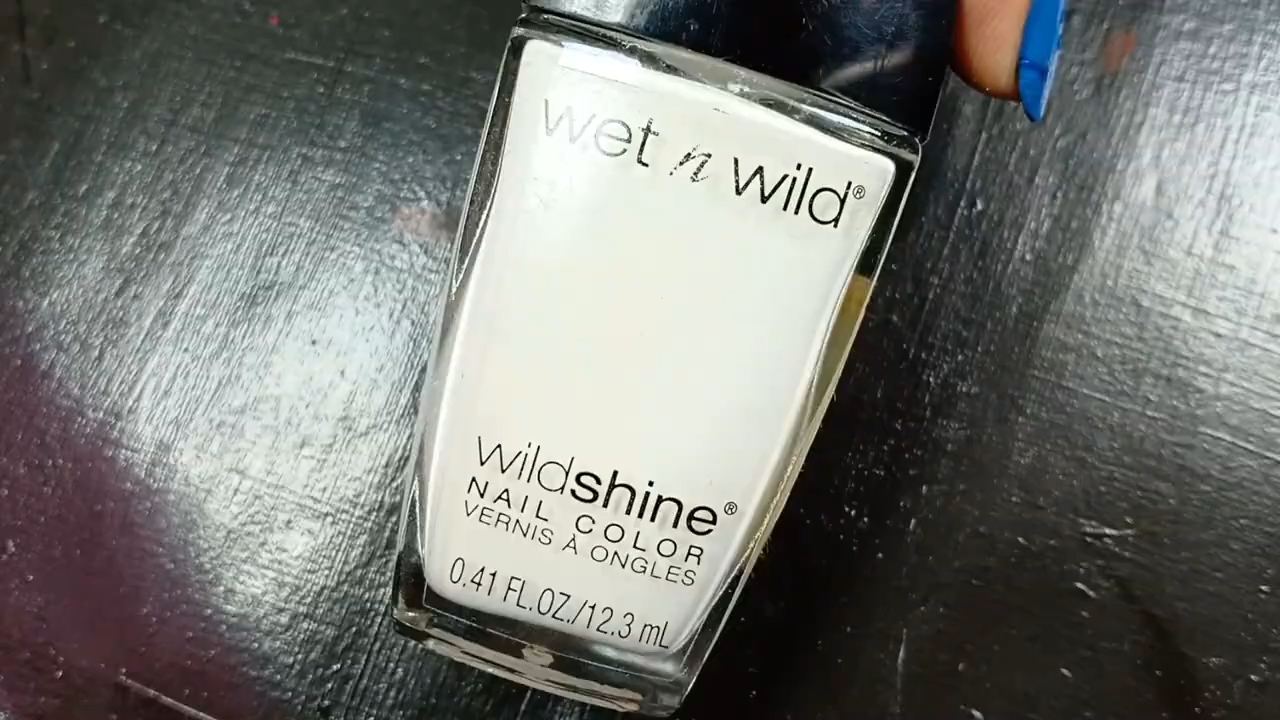 wet n wild®
wildshine®
NAIL COLOR
VERNIS À ONGLES
0.41 FL.OZ./12.3 mL